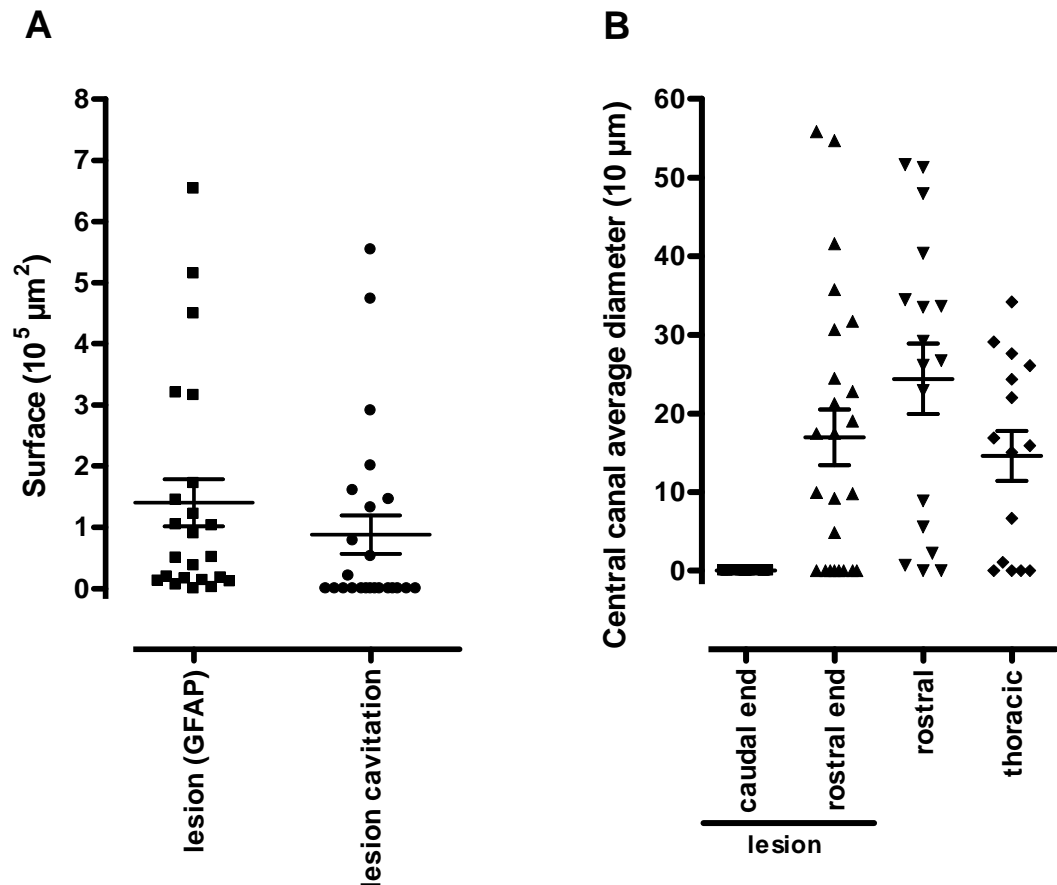 A
Surface (10⁵ µm²)
8
7
6
5
4
3
2
1
0
lesion (GFAP)
lesion cavitation
B
Central canal average diameter (10 µm)
60
50
40
30
20
10
0
caudal end
rostral end
rostral
thoracic
lesion